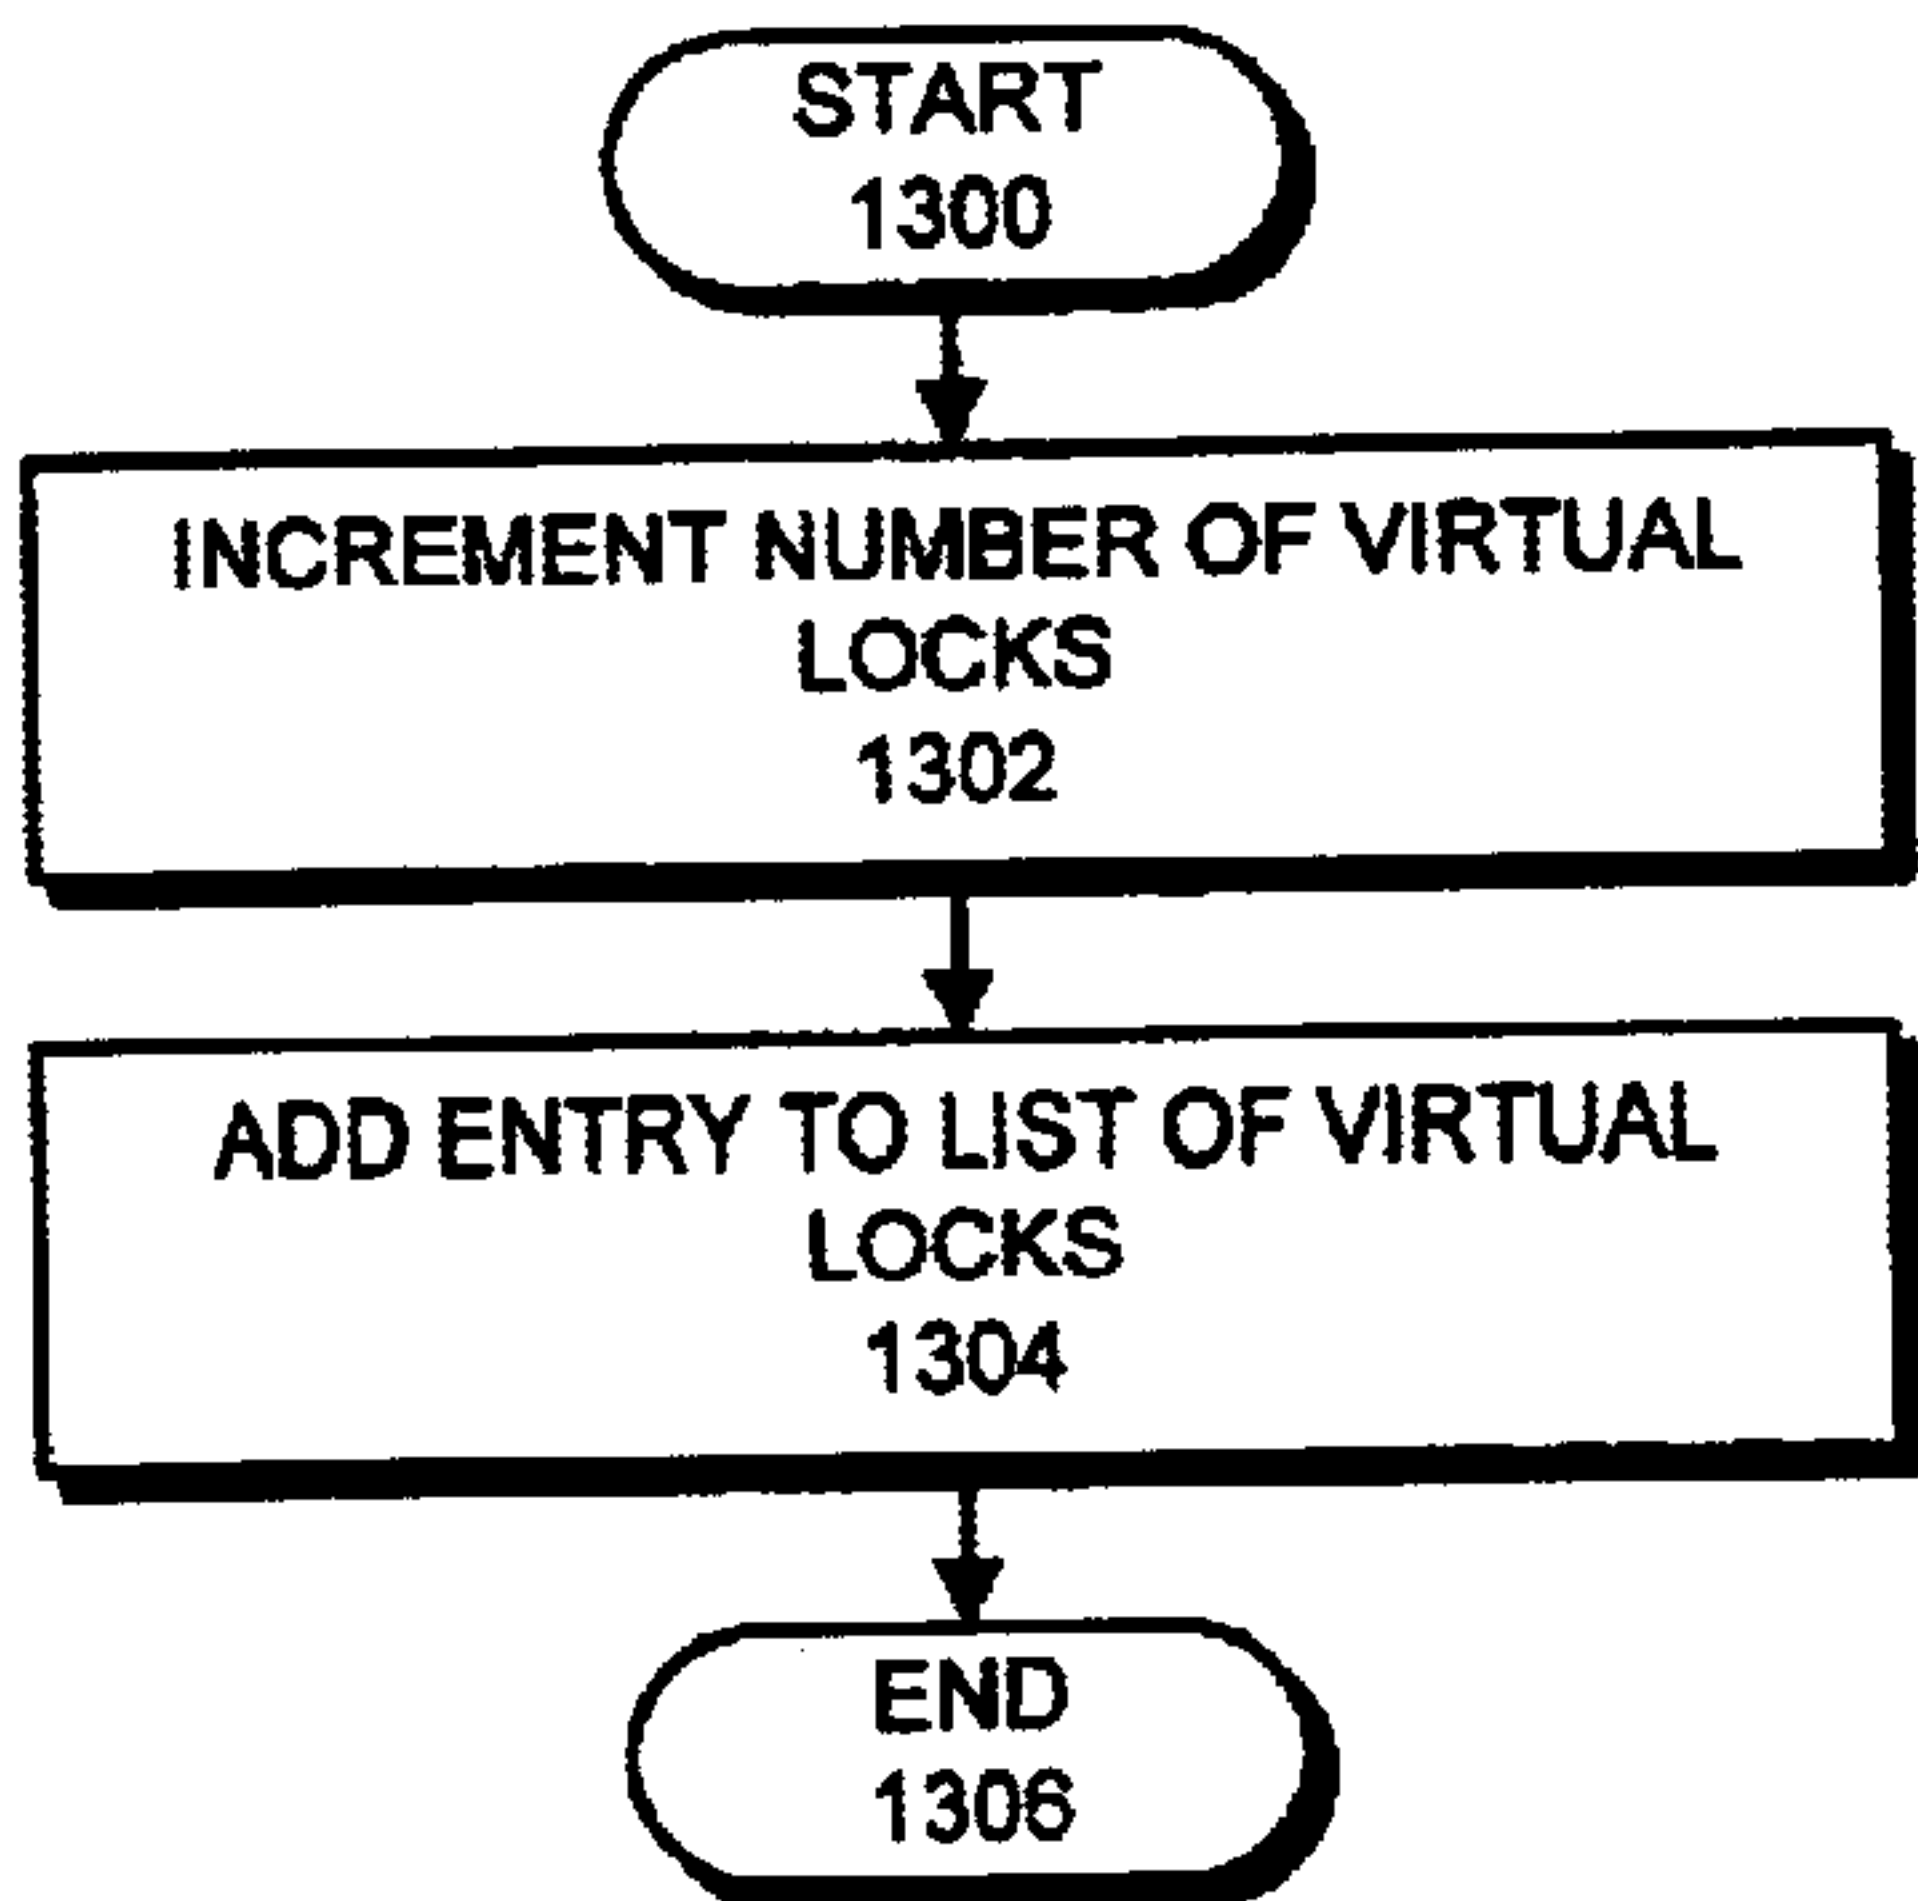 START
1300
INCREMENT NUMBER OF VIRTUAL
LOCKS
1302
ADD ENTRY TO LIST OF VIRTUAL
LOCKS
1304
END
1306